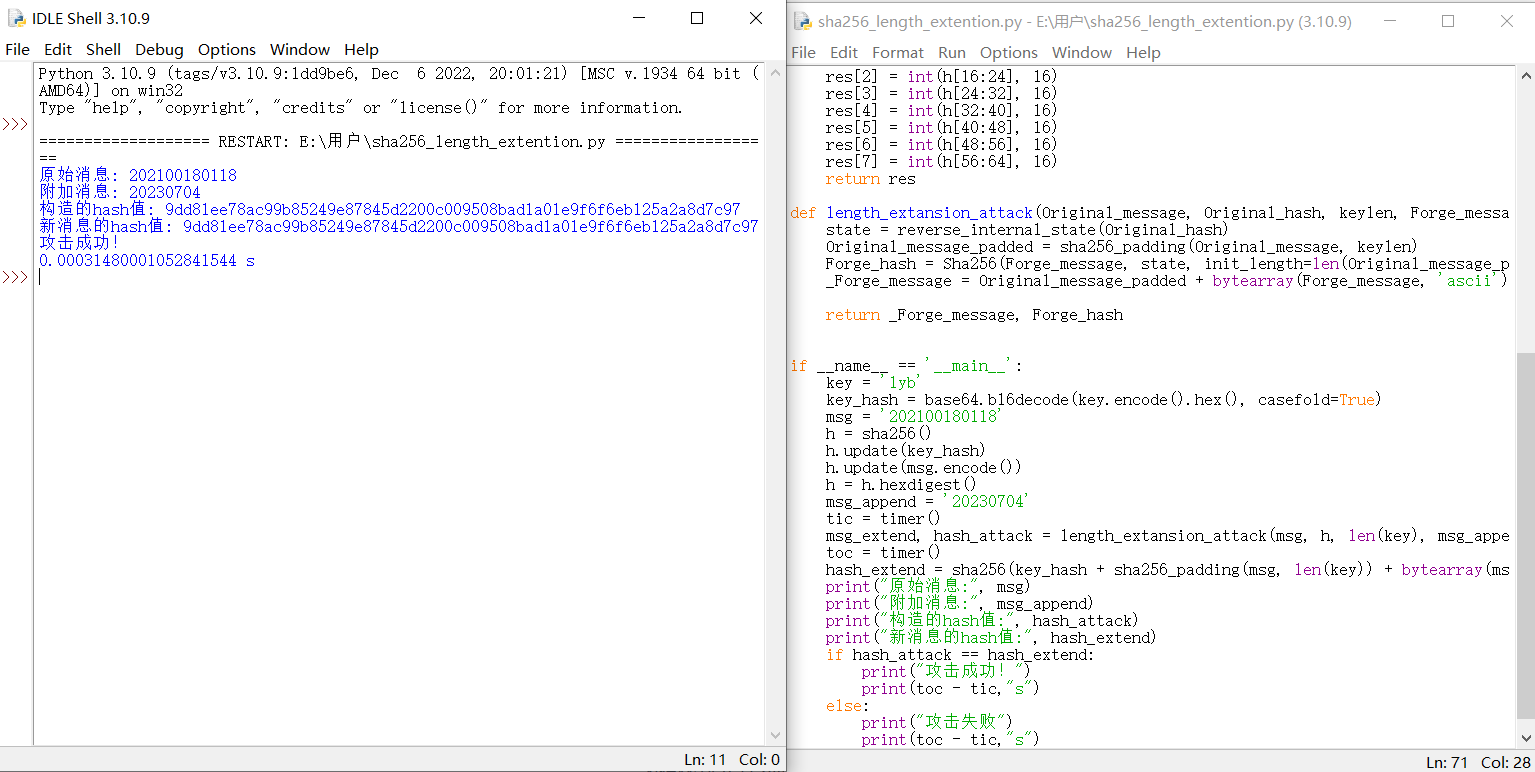 IDLE Shell 3.10.9
File Edit Shell Debug Options Window Help
Python 3.10.9 (tags/v3.10.9:1dd9be6, Dec  6 2022, 20:01:21) [MSC v.1934 64 bit (
AMD64)] on win32
Type "help", "copyright", "credits" or "license()" for more information.
>>>
=================== RESTART: E:\用户\sha256_length_extention.py ================
==
原始消息: 202100180118
附加消息: 20230704
构造的hash值: 9dd81ee78ac99b85249e87845d2200c009508bad1a01e9f6f6eb125a2a8d7c97
新消息的hash值: 9dd81ee78ac99b85249e87845d2200c009508bad1a01e9f6f6eb125a2a8d7c97
攻击成功!
0.00031480001052841544 s
>>>
Ln: 11 Col: 0
sha256_length_extention.py - E:\用户\sha256_length_extention.py (3.10.9)
File Edit Format Run Options Window Help
    res[2] = int(h[16:24], 16)
    res[3] = int(h[24:32], 16)
    res[4] = int(h[32:40], 16)
    res[5] = int(h[40:48], 16)
    res[6] = int(h[48:56], 16)
    res[7] = int(h[56:64], 16)
    return res
def length_extansion_attack(Original_message, Original_hash, keylen, Forge_messa
    state = reverse_internal_state(Original_hash)
    Original_message_padded = sha256_padding(Original_message, keylen)
    Forge_hash = Sha256(Forge_message, state, init_length=len(Original_message_p
    _Forge_message = Original_message_padded + bytearray(Forge_message, 'ascii')
    return _Forge_message, Forge_hash
if __name__ == '__main__':
    key = 'lyb'
    key_hash = base64.b16decode(key.encode().hex(), casefold=True)
    msg = '202100180118'
    h = sha256()
    h.update(key_hash)
    h.update(msg.encode())
    h = h.hexdigest()
    msg_append = '20230704'
    tic = timer()
    msg_extend, hash_attack = length_extansion_attack(msg, h, len(key), msg_appe
    toc = timer()
    hash_extend = sha256(key_hash + sha256_padding(msg, len(key)) + bytearray(ms
    print("原始消息:", msg)
    print("附加消息:", msg_append)
    print("构造的hash值:", hash_attack)
    print("新消息的hash值:", hash_extend)
    if hash_attack == hash_extend:
        print("攻击成功! ")
        print(toc - tic,"s")
    else:
        print("攻击失败")
        print(toc - tic,"s")
Ln: 71 Col: 28